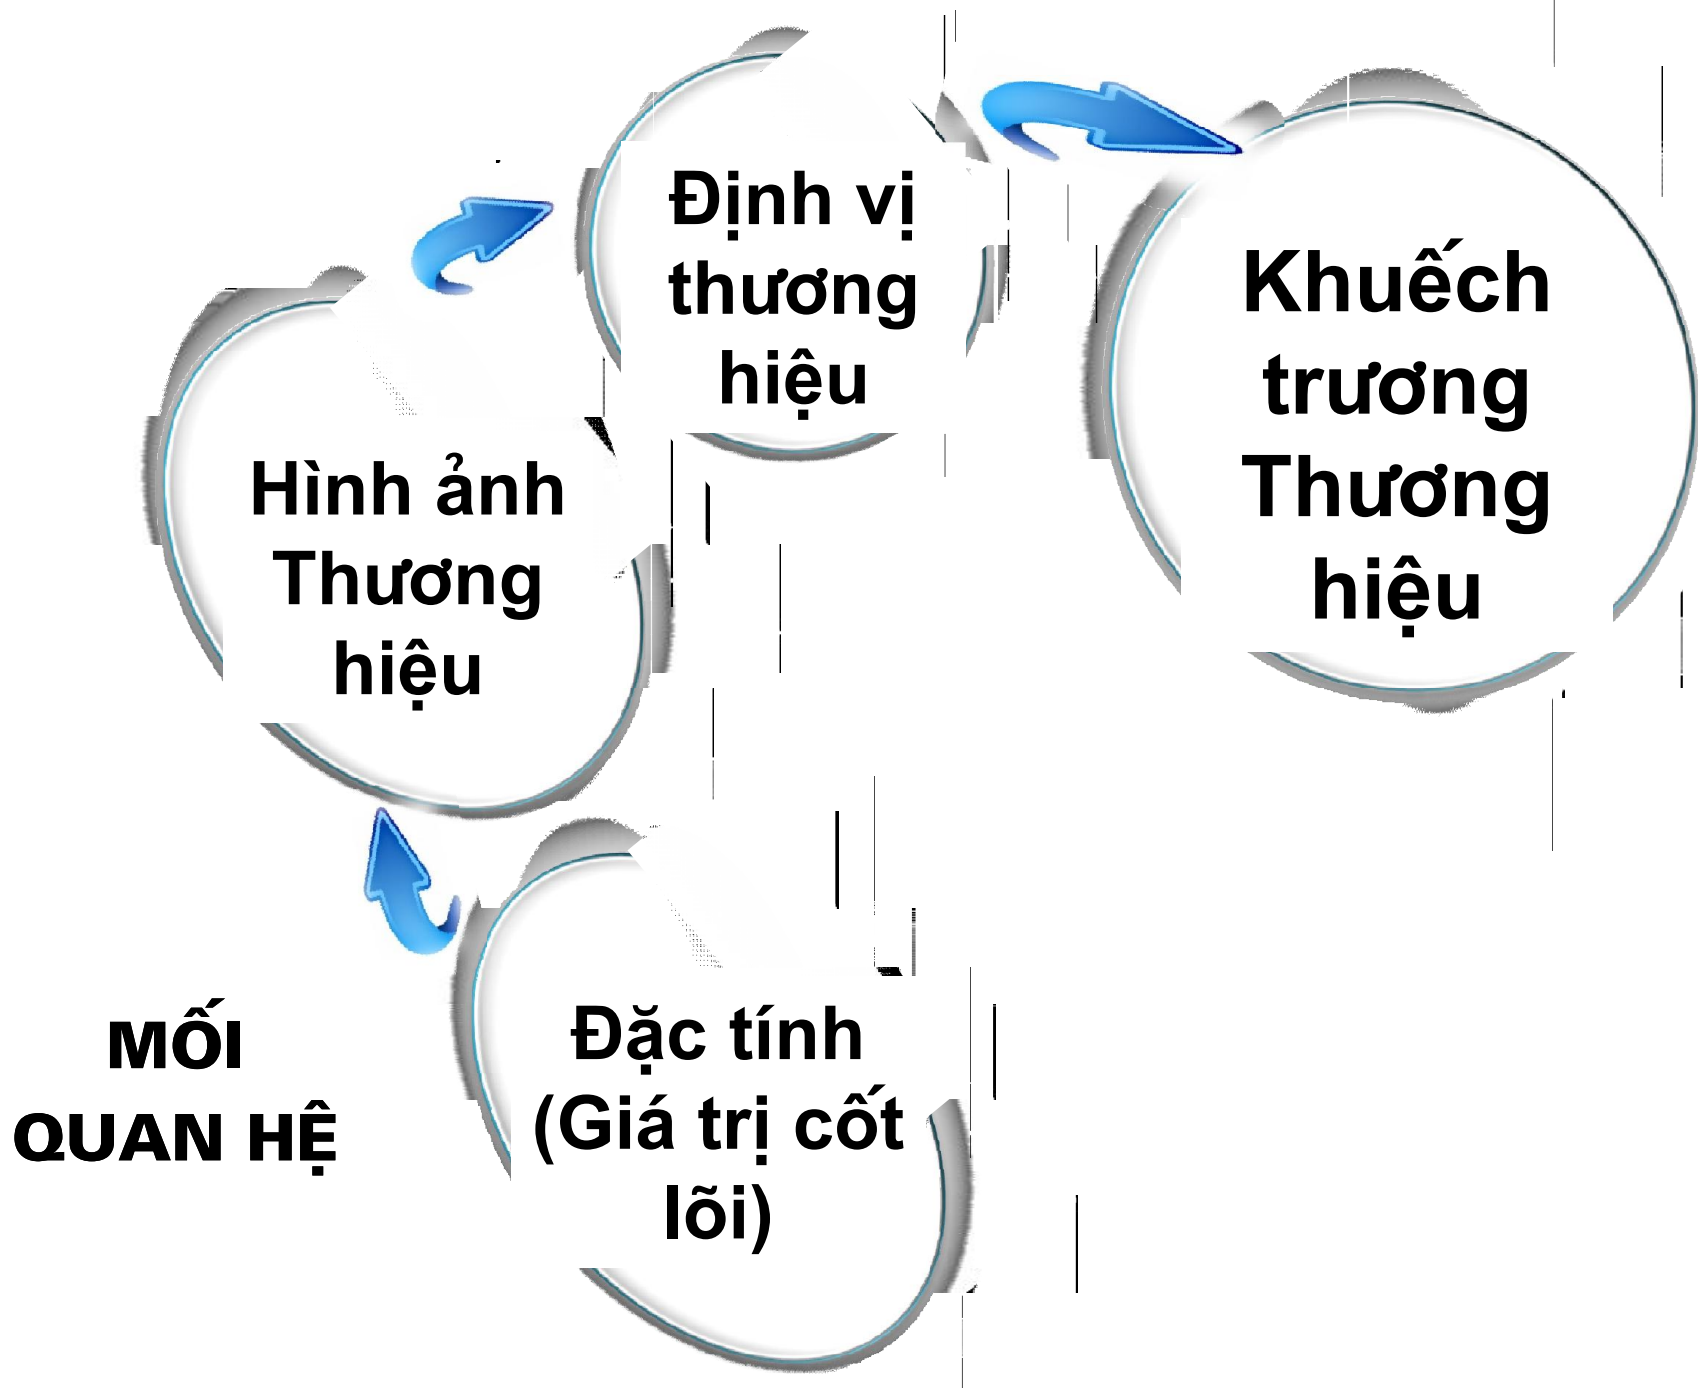 Định vị
thương
hiệu
Khuếch
trương
Thương
hiệu
Hình ảnh
Thương
hiệu
Đặc tính
(Giá trị cốt
lõi)
MỐI
QUAN HỆ